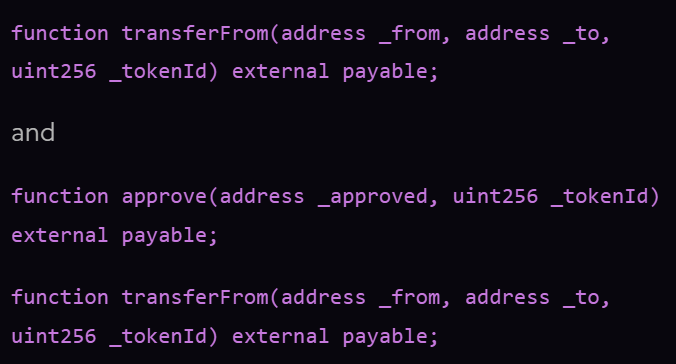 function transferFrom(address _from, address _to,
uint256 _tokenId) external payable;
and
function approve(address _approved, uint256 _tokenId)
external payable;
function transferFrom(address _from, address _to,
uint256 _tokenId) external payable;